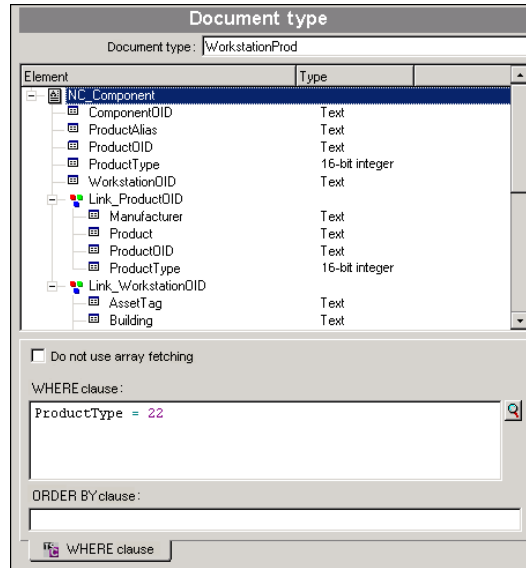 Document type
Document type: WorkstationProd
Element Type
NC_Component
ComponentOID Text
ProductAlias Text
ProductOID Text
ProductType 16-bit integer
WorkstationOID Text
Link_ProductOID
Manufacturer Text
Product Text
ProductOID Text
ProductType 16-bit integer
Link_WorkstationOID
AssetTag Text
Building Text
Do not use array fetching
WHERE clause:
ProductType = 22
ORDER BY clause:
WHERE clause